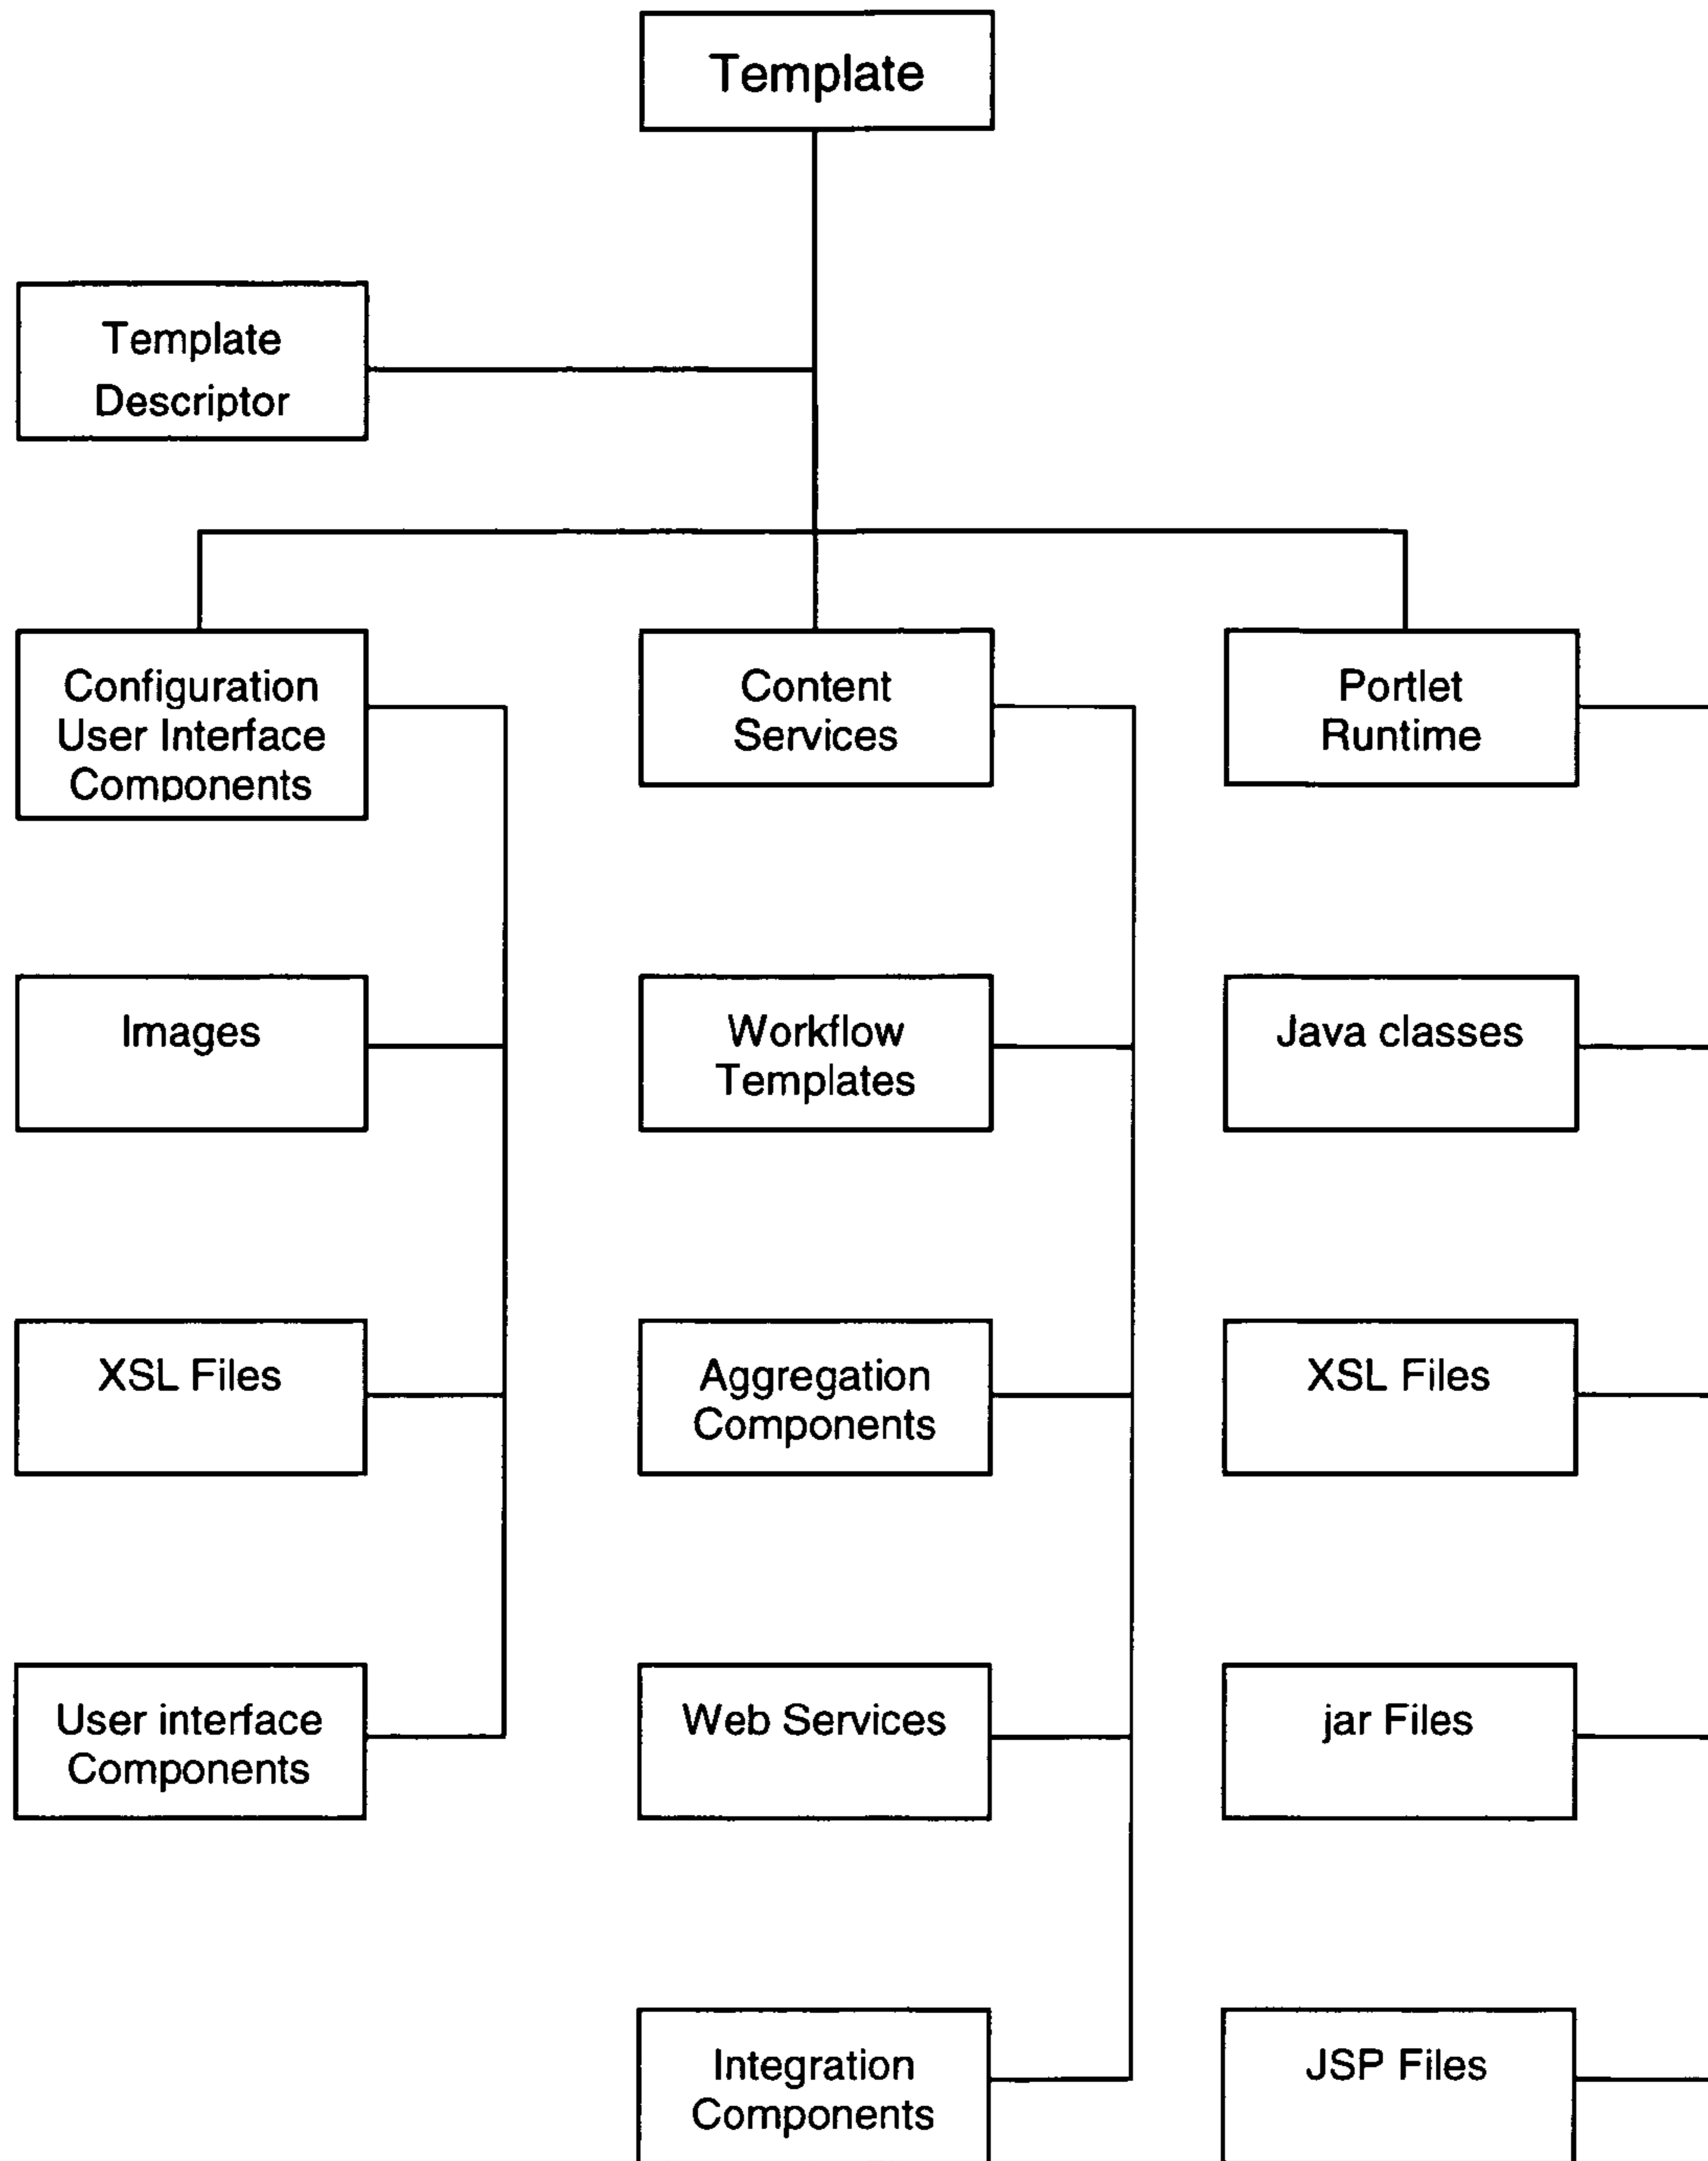 Template
Template
Descriptor
Configuration
User Interface
Components
Content
Services
Portlet
Runtime
Images
Workflow
Templates
Java classes
XSL Files
Aggregation
Components
XSL Files
User interface
Components
Web Services
jar Files
Integration
Components
JSP Files